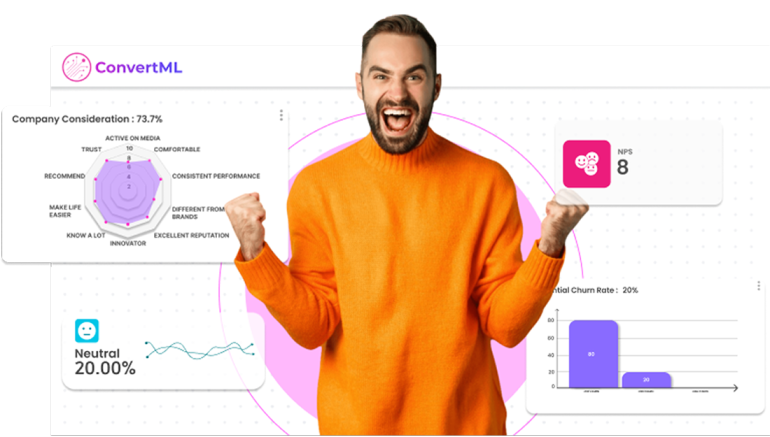 ConvertML
Company Consideration : 73.7%
ACTIVE ON MEDIA
TRUST
COMFORTABLE
10
8
6
4
2
RECOMMEND
CONSISTENT PERFORMANCE
MAKE LIFE
EASIER
DIFFERENT FROM
BRANDS
KNOW A LOT
EXCELLENT REPUTATION
INNOVATOR
NPS
8
Neutral
20.00%
ntial Churn Rate : 20%
80
60
40
20
0
80
20